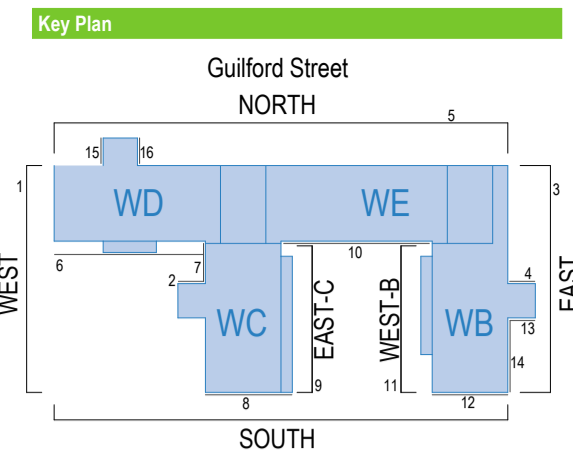 Key Plan
Guilford Street
NORTH
5
15 16
1
3
WD
WE
WEST
EAST
6
7
10
2
4
EAST-C
WEST-B
WC
WB
13
14
9
11
8
12
SOUTH